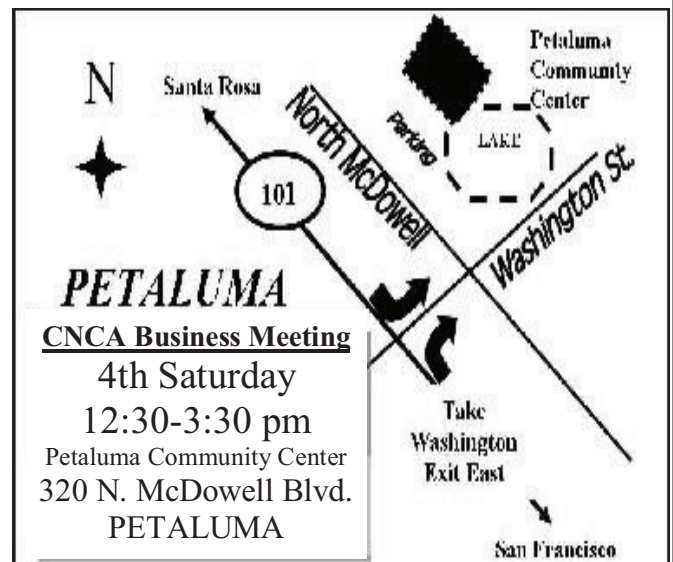 N
Santa Rosa
101
North McDowell
Parking
LAKE
Petaluma
Community
Center
Washington St.
PETALUMA
CNCA Business Meeting
4th Saturday
12:30-3:30 pm
Petaluma Community Center
320 N. McDowell Blvd.
PETALUMA
Take
Washington
Exit East
San Francisco